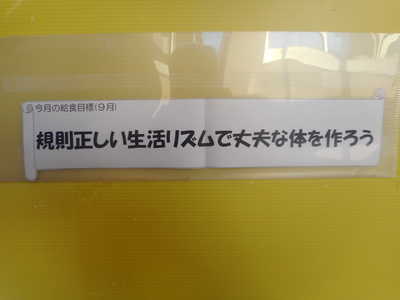 今月の給食目標(9月)
規則正しい生活リズムで丈夫な体を作ろう